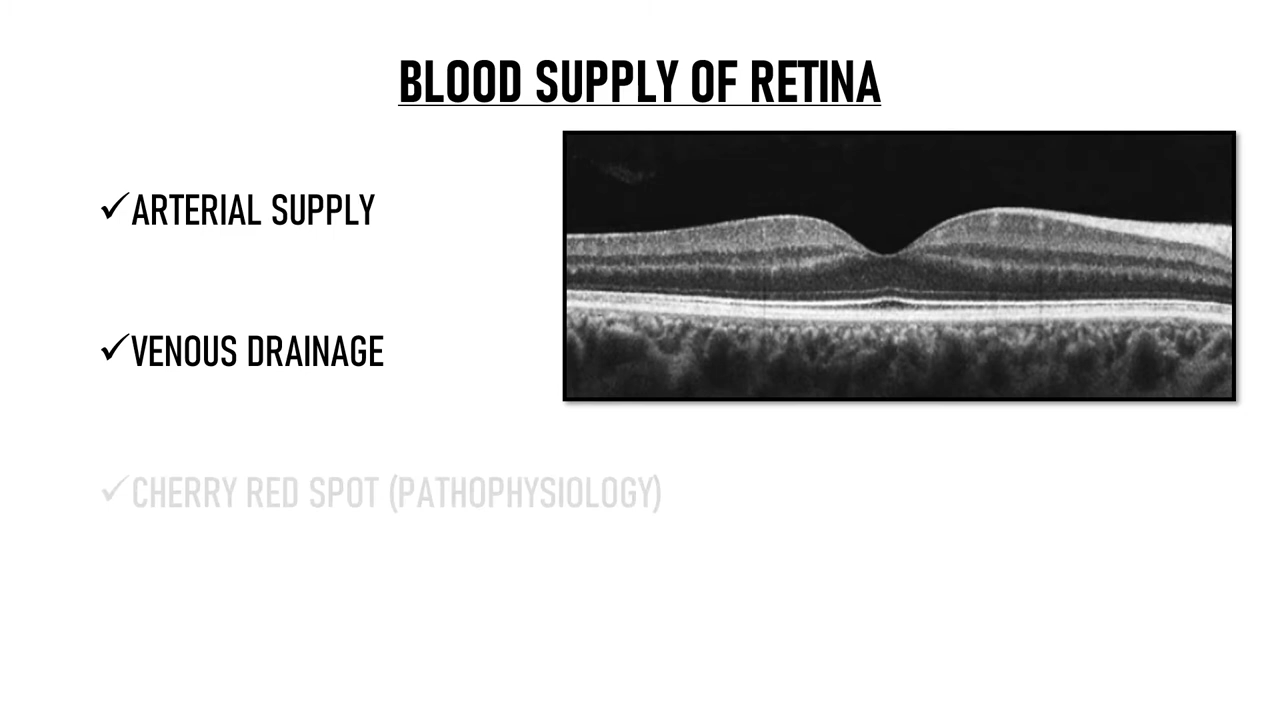 BLOOD SUPPLY OF RETINA
✓ARTERIAL SUPPLY
✓VENOUS DRAINAGE
✓CHERRY RED SPOT (PATHOPHYSIOLOGY)